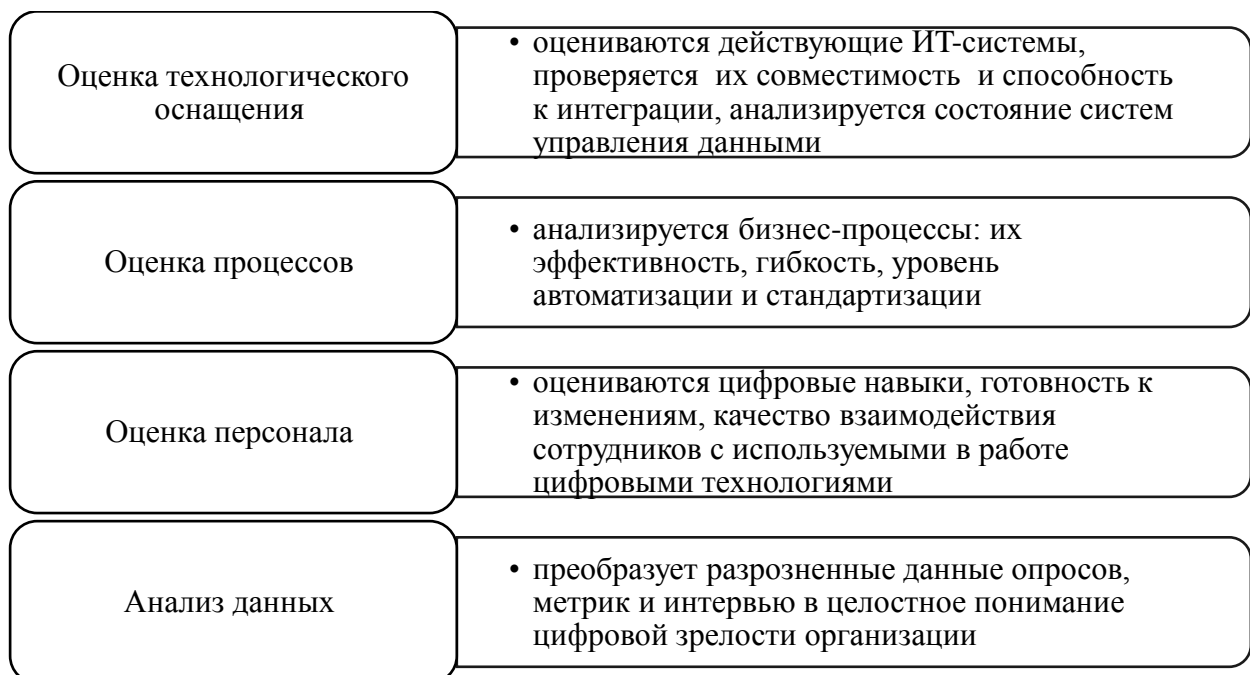 Оценка технологического
оснащения
• оцениваются действующие ИТ-системы,
проверяется  их совместимость  и способность
к интеграции, анализируется состояние систем
управления данными
Оценка процессов
• анализируется бизнес-процессы: их
эффективность, гибкость, уровень
автоматизации и стандартизации
Оценка персонала
• оцениваются цифровые навыки, готовность к
изменениям, качество взаимодействия
сотрудников с используемыми в работе
цифровыми технологиями
Анализ данных
• преобразует разрозненные данные опросов,
метрик и интервью в целостное понимание
цифровой зрелости организации